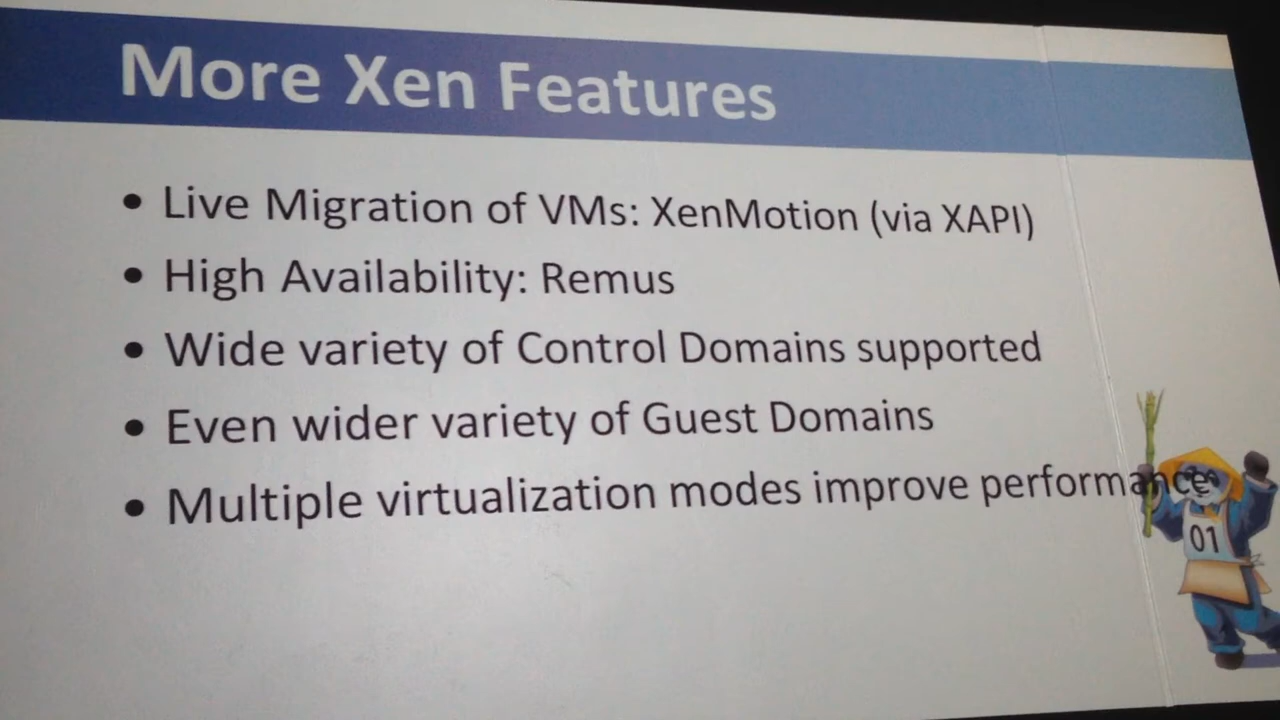 More Xen Features
• Live Migration of VMs: XenMotion (via XAPI)
• High Availability: Remus
• Wide variety of Control Domains supported
• Even wider variety of Guest Domains
• Multiple virtualization modes improve performance
01